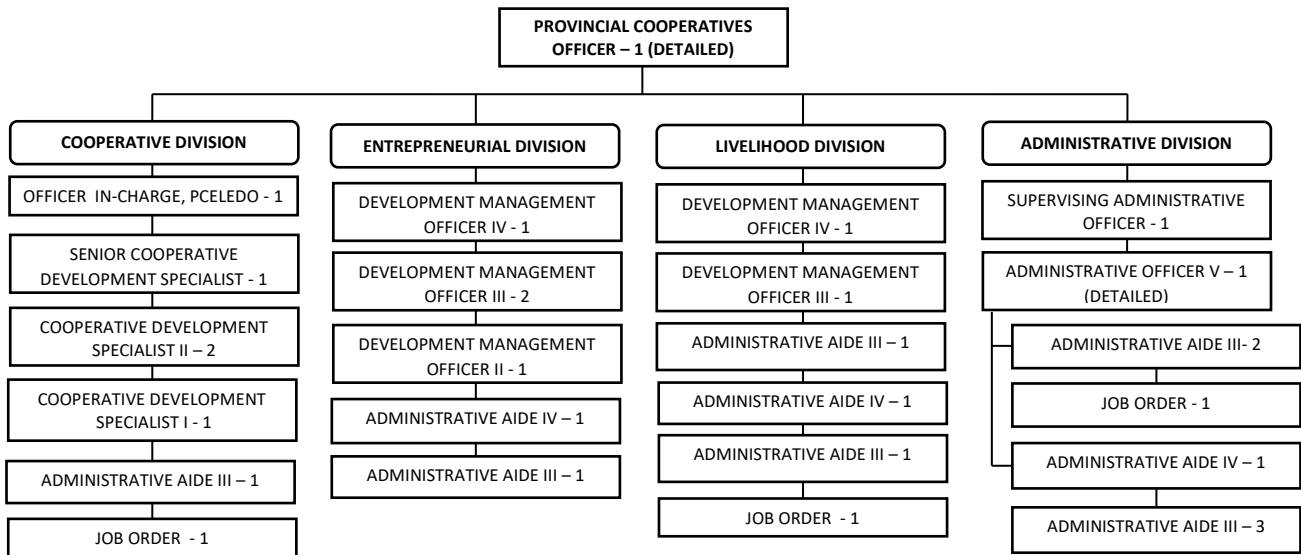 PROVINCIAL COOPERATIVES
OFFICER – 1 (DETAILED)
COOPERATIVE DIVISION
OFFICER IN-CHARGE, PCELEDO - 1
SENIOR COOPERATIVE
DEVELOPMENT SPECIALIST - 1
COOPERATIVE DEVELOPMENT
SPECIALIST II – 2
COOPERATIVE DEVELOPMENT
SPECIALIST I - 1
ADMINISTRATIVE AIDE III – 1
JOB ORDER - 1
ENTREPRENEURIAL DIVISION
DEVELOPMENT MANAGEMENT
OFFICER IV - 1
DEVELOPMENT MANAGEMENT
OFFICER III - 2
DEVELOPMENT MANAGEMENT
OFFICER II - 1
ADMINISTRATIVE AIDE IV – 1
ADMINISTRATIVE AIDE III – 1
LIVELIHOOD DIVISION
DEVELOPMENT MANAGEMENT
OFFICER IV - 1
DEVELOPMENT MANAGEMENT
OFFICER III - 1
ADMINISTRATIVE AIDE III – 1
ADMINISTRATIVE AIDE IV – 1
ADMINISTRATIVE AIDE III – 1
JOB ORDER - 1
ADMINISTRATIVE DIVISION
SUPERVISING ADMINISTRATIVE
OFFICER - 1
ADMINISTRATIVE OFFICER V – 1
(DETAILED)
ADMINISTRATIVE AIDE III- 2
JOB ORDER - 1
ADMINISTRATIVE AIDE IV – 1
ADMINISTRATIVE AIDE III – 3